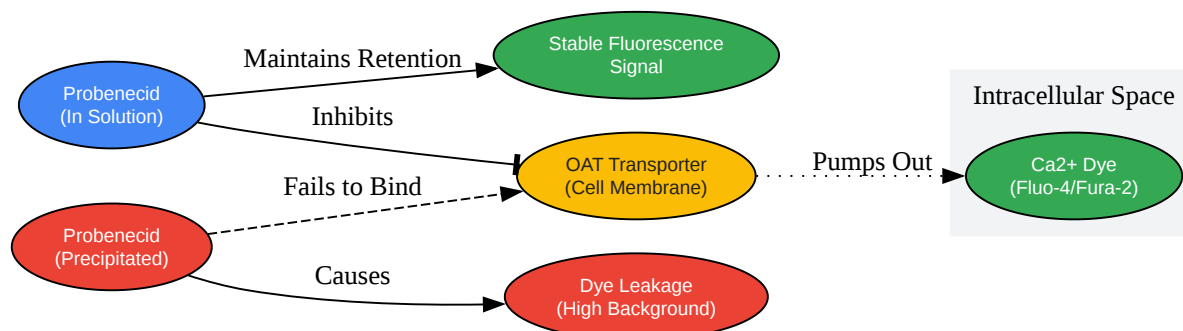 Stable Fluorescence
Signal
Maintains Retention
Probenecid
(In Solution)
Inhibits
Intracellular Space
OAT Transporter
(Cell Membrane)
Pumps Out
Ca2+ Dye
(Fluo-4/Fura-2)
Fails to Bind
Probenecid
(Precipitated)
Causes
Dye Leakage
(High Background)